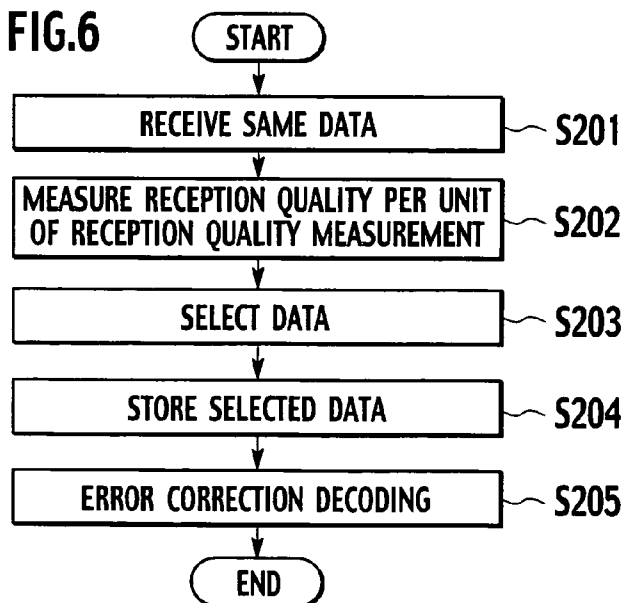 FIG.6
START
RECEIVE SAME DATA
S201
MEASURE RECEPTION QUALITY PER UNIT
OF RECEPTION QUALITY MEASUREMENT
S202
SELECT DATA
S203
STORE SELECTED DATA
S204
ERROR CORRECTION DECODING
S205
END